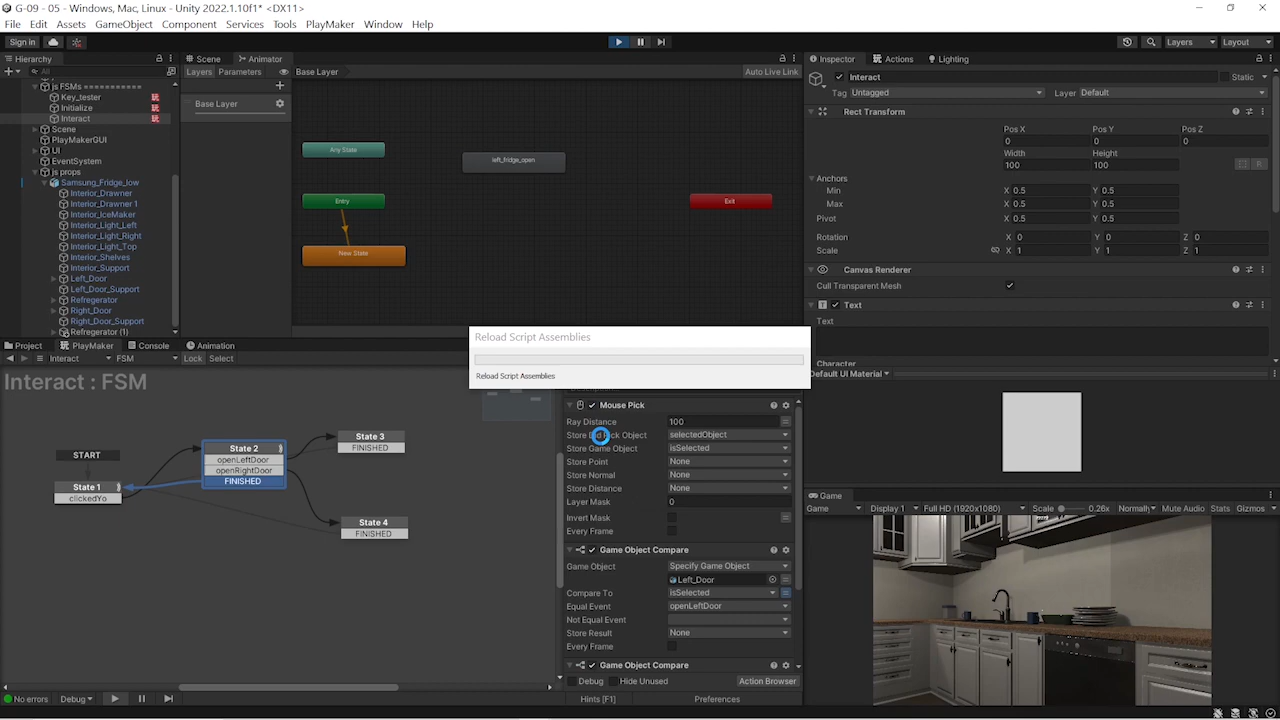 G-09 - 05 - Windows, Mac, Linux - Unity 2022.1.10f1* <DX11>
File Edit Assets GameObject Component Services Tools PlayMaker Window Help
Sign in
Layers Layout
Hierarchy
All
js FSMs ===========
Key_tester
Initialize
Interact
Scene
PlayMakerGUI
UI
EventSystem
js props
Samsung_Fridge_low
Interior_Drawner
Interior_Drawner 1
Interior_IceMaker
Interior_Light_Left
Interior_Light_Right
Interior_Light_Top
Interior_Shelves
Interior_Support
Left_Door
Left_Door_Support
Refregerator
Right_Door
Right_Door_Support
Refregerator (1)
Scene Animator
Layers Parameters Base Layer Auto Live Link
Base Layer
Any State
left_fridge_open
Entry
Exit
New State
Inspector Actions Lighting
Interact Static
Tag Untagged Layer Default
Rect Transform
Pos X Pos Y Pos Z
0 0 0
Width Height
100 100
Anchors
Min X 0.5 Y 0.5
Max X 0.5 Y 0.5
Pivot X 0.5 Y 0.5
Rotation X 0 Y 0 Z 0
Scale X 1 Y 1 Z 1
Canvas Renderer
Cull Transparent Mesh
Text
Text
Character
Default UI Material
Reload Script Assemblies
Reload Script Assemblies
Project PlayMaker Console Animation
Interact FSM Lock Select
Interact : FSM
START
State 1
clickedYo
State 2
openLeftDoor
openRightDoor
FINISHED
State 3
FINISHED
State 4
FINISHED
Mouse Pick
Ray Distance 100
Store Did Pick Object selectedObject
Store Game Object isSelected
Store Point None
Store Normal None
Store Distance None
Layer Mask 0
Invert Mask
Every Frame
Game Object Compare
Game Object Specify Game Object
Left_Door
Compare To isSelected
Equal Event openLeftDoor
Not Equal Event
Store Result None
Every Frame
Game Object Compare
Debug Hide Unused Action Browser
No errors Debug
Hints [F1] Preferences
Game
Game Display 1 Full HD (1920x1080) Scale 0.26x Normally Mute Audio Stats Gizmos